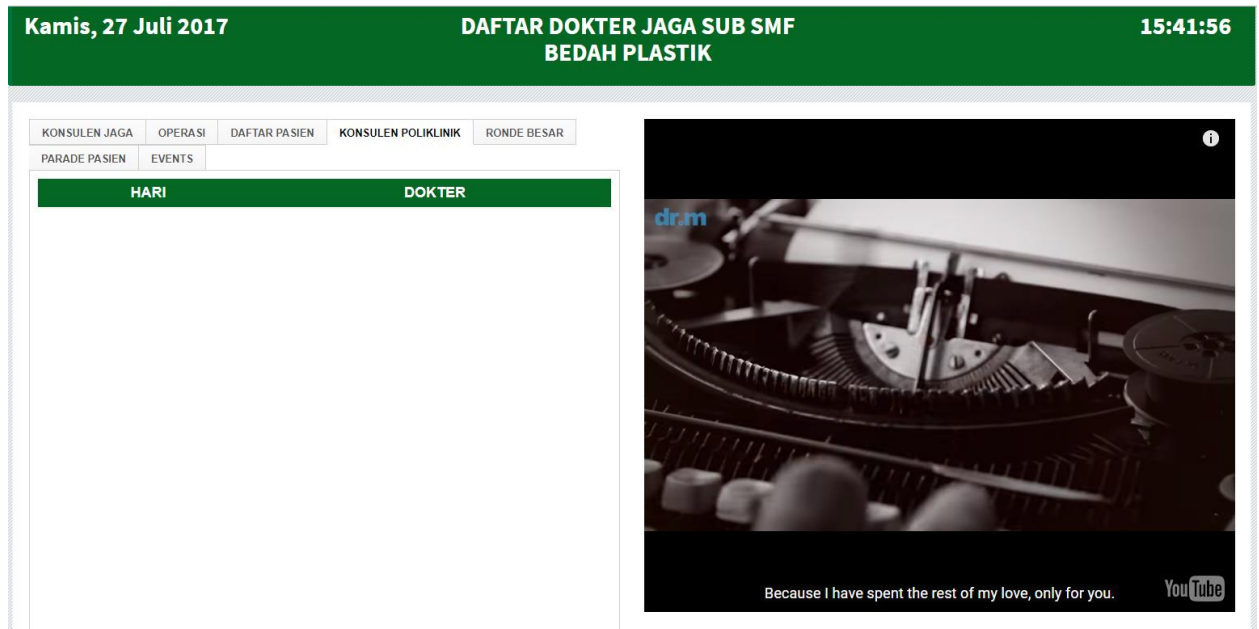 Kamis, 27 Juli 2017
DAFTAR DOKTER JAGA SUB SMF
BEDAH PLASTIK
15:41:56
KONSULEN JAGA
OPERASI
DAFTAR PASIEN
KONSULEN POLIKLINIK
RONDE BESAR
PARADE PASIEN
EVENTS
HARI
DOKTER
dr.m
Because I have spent the rest of my love, only for you.
YouTube